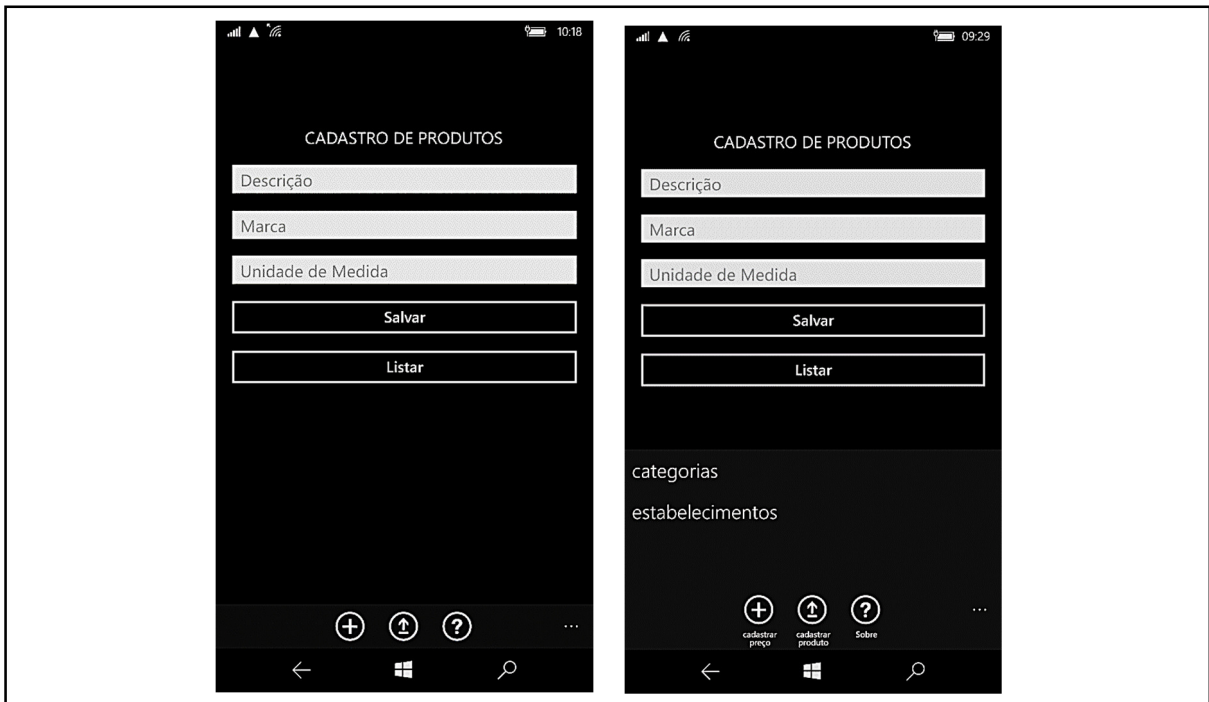 10:18
CADASTRO DE PRODUTOS
Descrição
Marca
Unidade de Medida
Salvar
Listar
...
09:29
CADASTRO DE PRODUTOS
Descrição
Marca
Unidade de Medida
Salvar
Listar
categorias
estabelecimentos
...
cadastrar cadastrar Sobre
preço produto